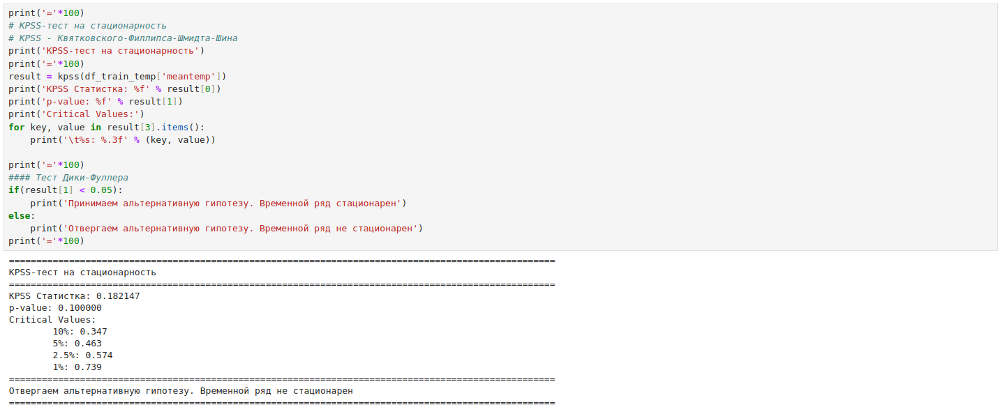 print('='*100)
# KPSS-тест на стационарность
# KPSS - Квятковского-Филлипса-Шмидта-Шина
print('KPSS-тест на стационарность')
print('='*100)
result = kpss(df_train_temp['meantemp'])
print('KPSS Статистка: %f' % result[0])
print('p-value: %f' % result[1])
print('Critical Values:')
for key, value in result[3].items():
    print('\t%s: %.3f' % (key, value))
print('='*100)
#### Тест Дики-Фуллера
if(result[1] < 0.05):
    print('Принимаем альтернативную гипотезу. Временной ряд стационарен')
else:
    print('Отвергаем альтернативную гипотезу. Временной ряд не стационарен')
print('='*100)
====================================================================================================
KPSS-тест на стационарность
====================================================================================================
KPSS Статистка: 0.182147
p-value: 0.100000
Critical Values:
        10%: 0.347
        5%: 0.463
        2.5%: 0.574
        1%: 0.739
====================================================================================================
Отвергаем альтернативную гипотезу. Временной ряд не стационарен
====================================================================================================